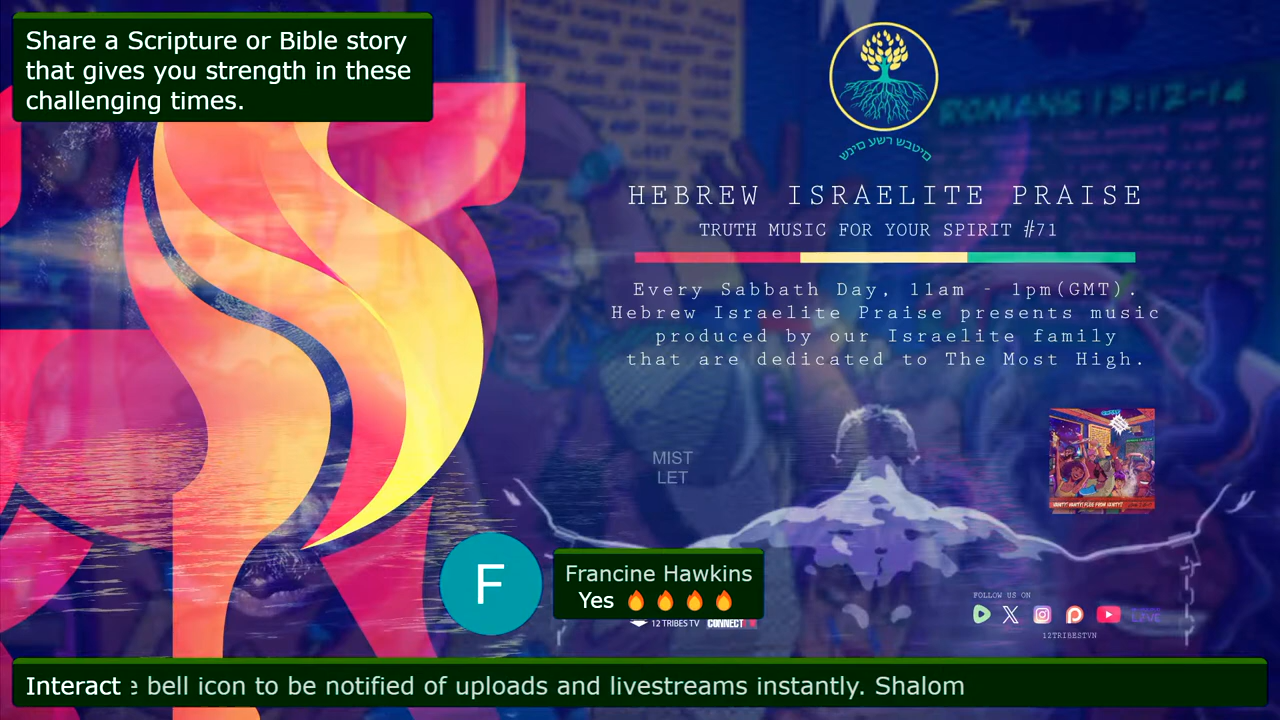 Share a Scripture or Bible story
that gives you strength in these
challenging times.
ROMANS 13:12-14
שנים עשר שבטים
HEBREW ISRAELITE PRAISE
TRUTH MUSIC FOR YOUR SPIRIT #71
Every Sabbath Day, 11am - 1pm(GMT).
Hebrew Israelite Praise presents music
produced by our Israelite family
that are dedicated to The Most High.
MIST
LET
F
Francine Hawkins
Yes 🔥 🔥 🔥 🔥
12 TRIBES TV CONNECT
FOLLOW US ON
12TRIBESTVN
Interact bell icon to be notified of uploads and livestreams instantly. Shalom